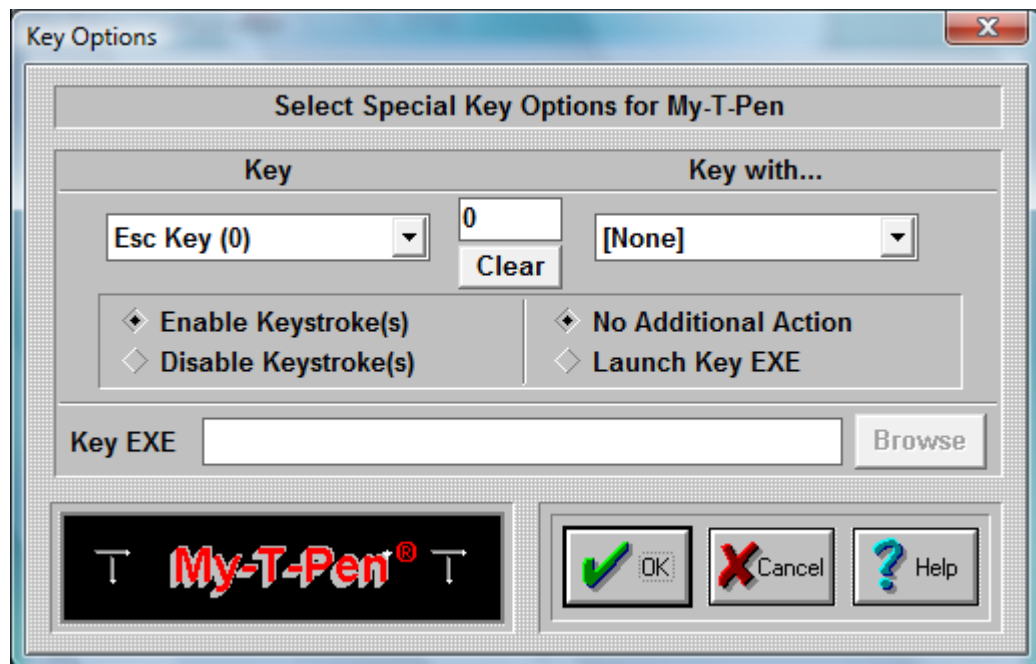 Key Options
Select Special Key Options for My-T-Pen
Key Key with...
Esc Key (0) 0 [None]
Clear
Enable Keystroke(s) No Additional Action
Disable Keystroke(s) Launch Key EXE
Key EXE Browse
My-T-Pen® OK Cancel Help